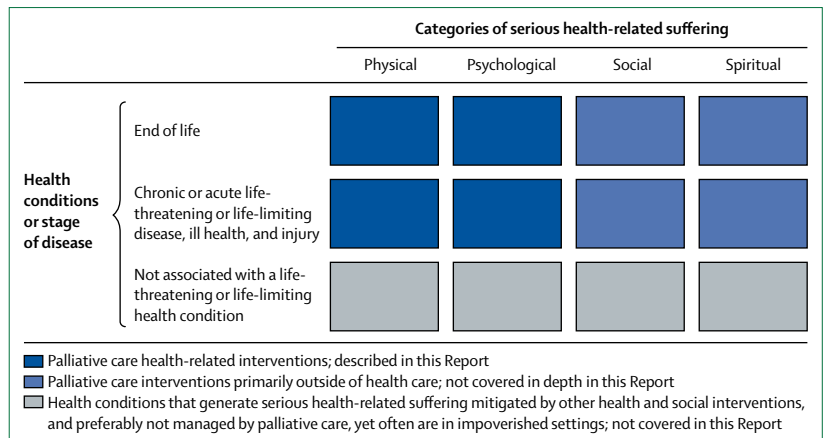 Categories of serious health-related suffering
Physical Psychological Social Spiritual
Health
conditions
or stage
of disease
End of life
Chronic or acute life-
threatening or life-limiting
disease, ill health, and injury
Not associated with a life-
threatening or life-limiting
health condition
Palliative care health-related interventions; described in this Report
Palliative care interventions primarily outside of health care; not covered in depth in this Report
Health conditions that generate serious health-related suffering mitigated by other health and social interventions,
and preferably not managed by palliative care, yet often are in impoverished settings; not covered in this Report